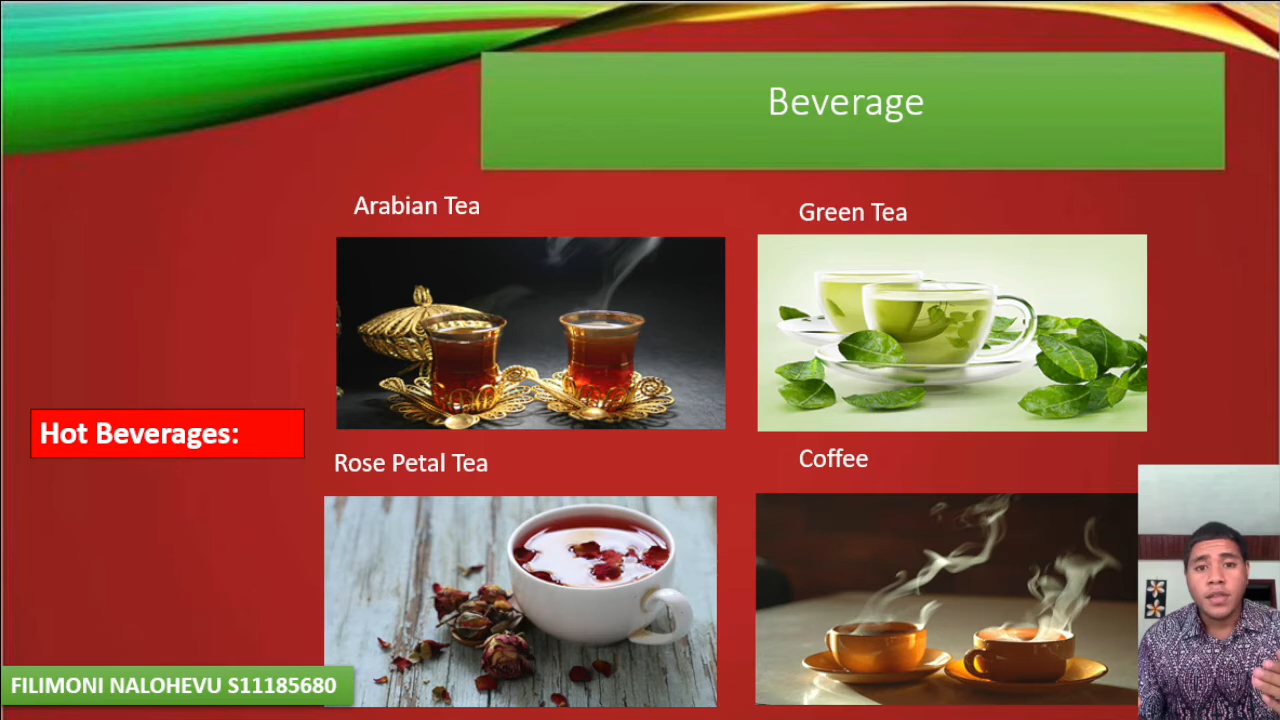 Beverage
Arabian Tea
Green Tea
Hot Beverages:
Rose Petal Tea
Coffee
FILIMONI NALOHEVU S11185680